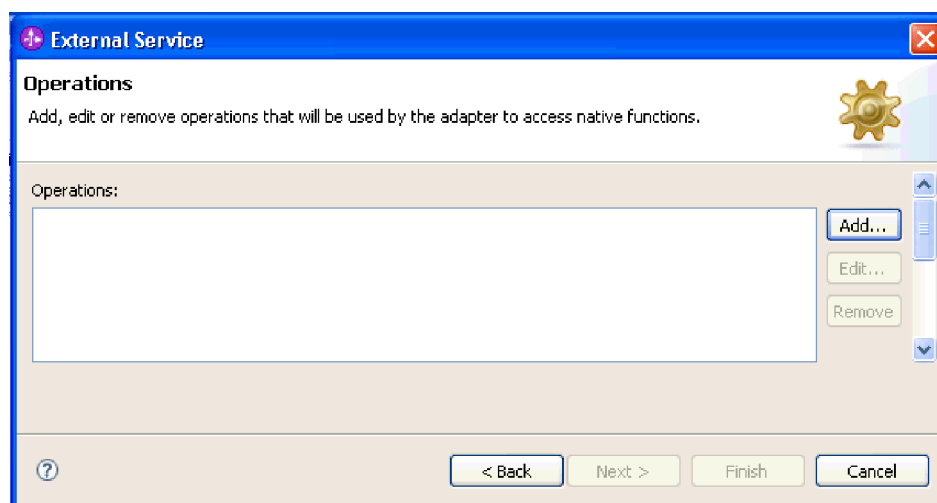 External Service
Operations
Add, edit or remove operations that will be used by the adapter to access native functions.
Operations:
Add...
Edit...
Remove
?
< Back
Next >
Finish
Cancel